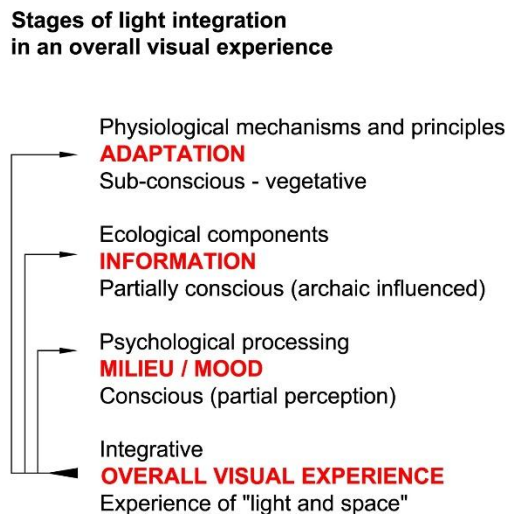 Stages of light integration
in an overall visual experience
Physiological mechanisms and principles
ADAPTATION
Sub-conscious - vegetative
Ecological components
INFORMATION
Partially conscious (archaic influenced)
Psychological processing
MILIEU / MOOD
Conscious (partial perception)
Integrative
OVERALL VISUAL EXPERIENCE
Experience of "light and space"